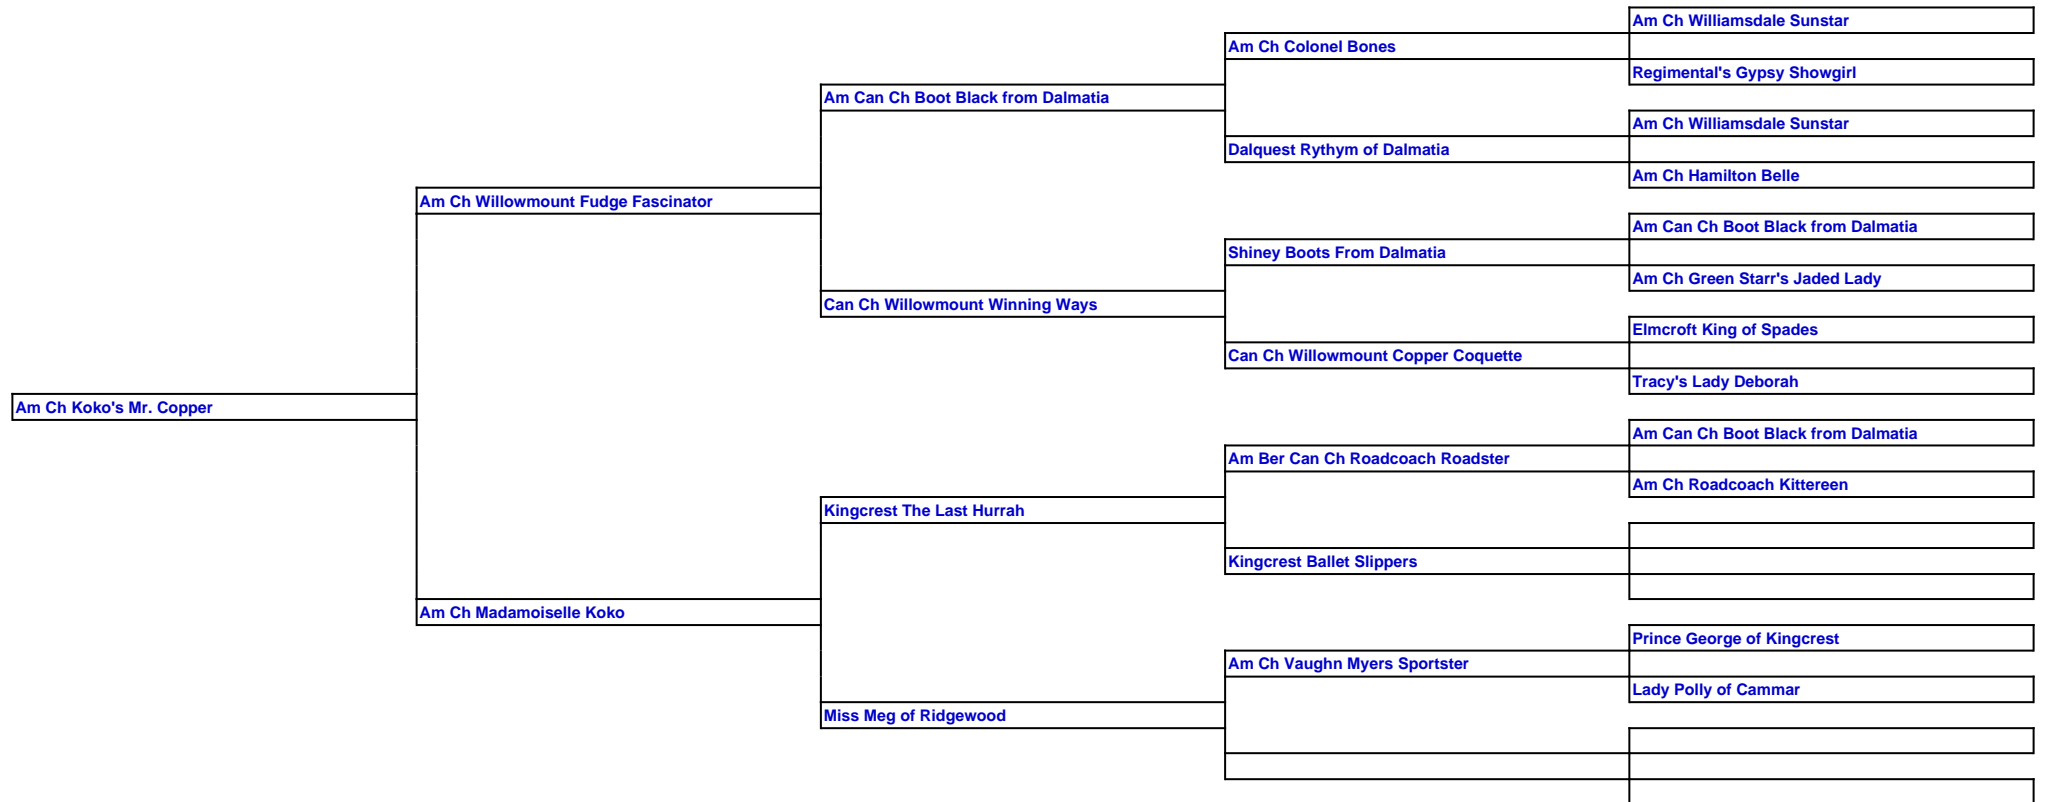 Am Ch Williamsdale Sunstar
Am Ch Colonel Bones
Regimental's Gypsy Showgirl
Am Can Ch Boot Black from Dalmatia
Am Ch Williamsdale Sunstar
Dalquest Rythym of Dalmatia
Am Ch Hamilton Belle
Am Ch Willowmount Fudge Fascinator
Am Can Ch Boot Black from Dalmatia
Shiney Boots From Dalmatia
Am Ch Green Starr's Jaded Lady
Can Ch Willowmount Winning Ways
Elmcroft King of Spades
Can Ch Willowmount Copper Coquette
Tracy's Lady Deborah
Am Ch Koko's Mr. Copper
Am Can Ch Boot Black from Dalmatia
Am Ber Can Ch Roadcoach Roadster
Am Ch Roadcoach Kittereen
Kingcrest The Last Hurrah
Kingcrest Ballet Slippers
Am Ch Madamoiselle Koko
Prince George of Kingcrest
Am Ch Vaughn Myers Sportster
Lady Polly of Cammar
Miss Meg of Ridgewood